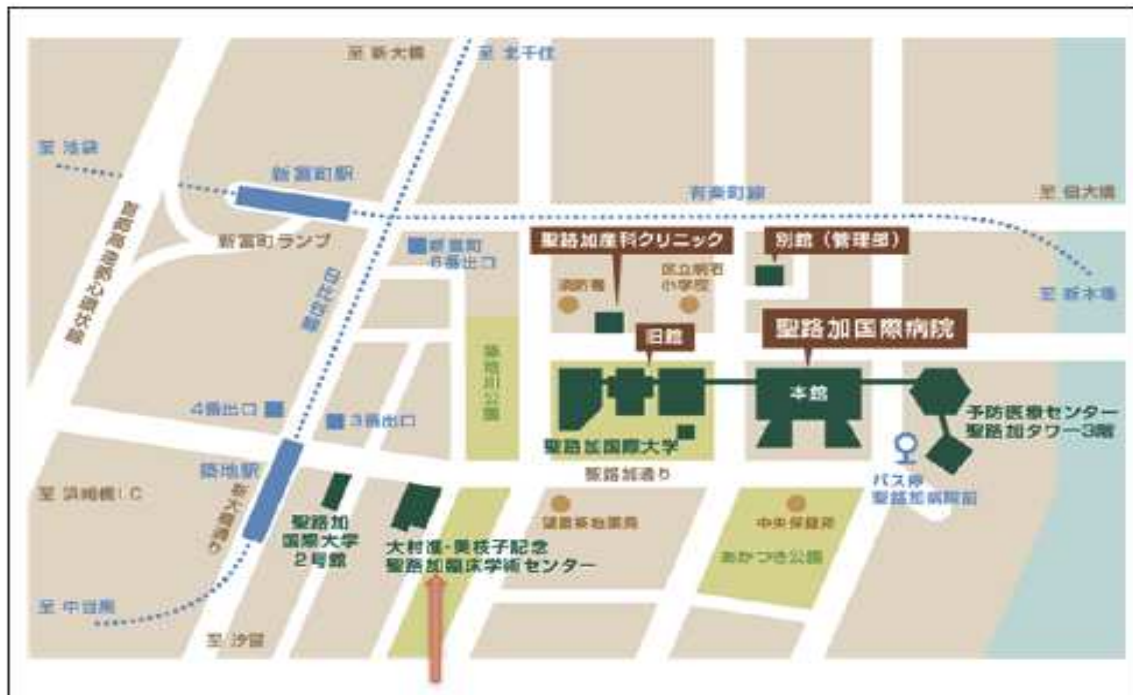 至 新大橋
至 北千住
至 池袋
新富町駅
有楽町線
至 佃大橋
首都高速都心環状線
新富町ランプ
新富町
6番出口
聖路加産科クリニック
別館（管理部）
日比谷線
消防署
区立明石
小学校
至 新木場
聖路加国際病院
旧館
築地川公園
本館
4番出口
3番出口
予防医療センター
聖路加タワー3階
聖路加国際大学
築地駅
聖路加通り
至 浜崎橋I.C
新大橋通り
バス停
聖路加病院前
聖路加
国際大学
2号館
中央保健所
大村進・美枝子記念
聖路加臨床学術センター
あかつき公園
至 中目黒
至 汐留